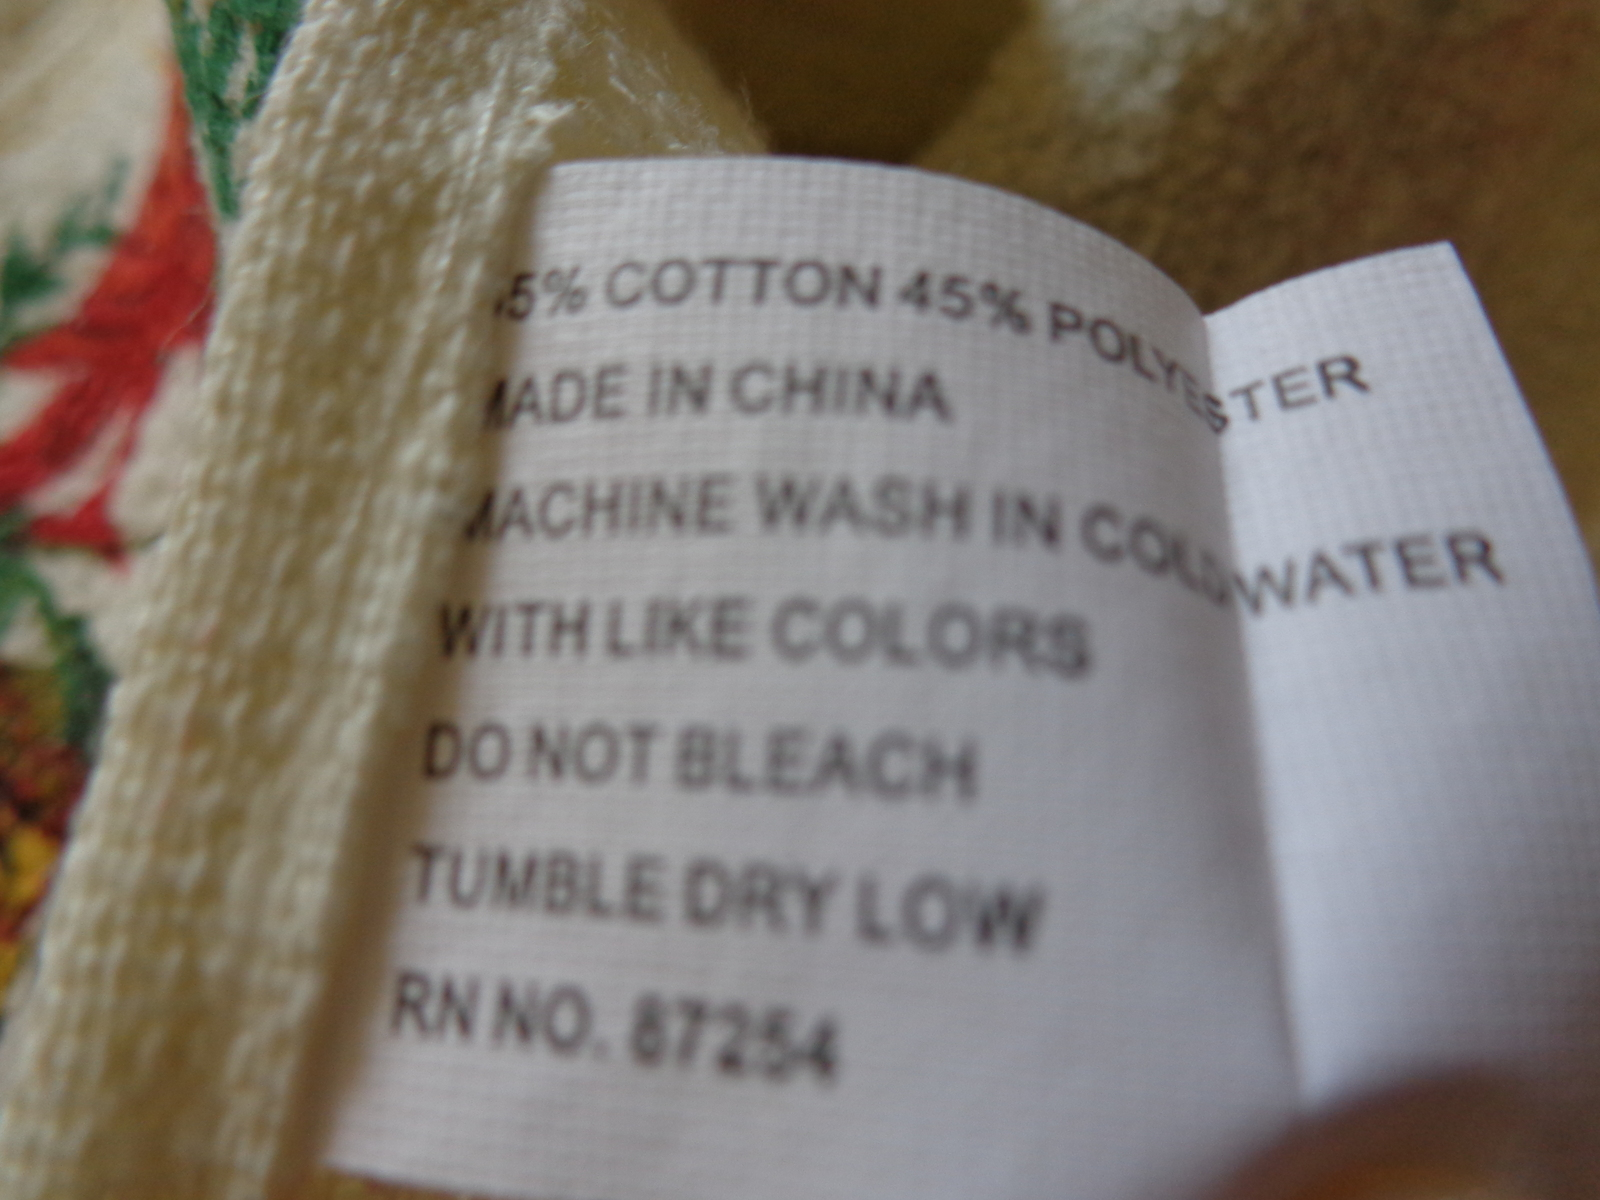 5% COTTON 45% POLYESTER
MADE IN CHINA
MACHINE WASH IN COLD WATER
WITH LIKE COLORS
DO NOT BLEACH
TUMBLE DRY LOW
RN NO. 87254